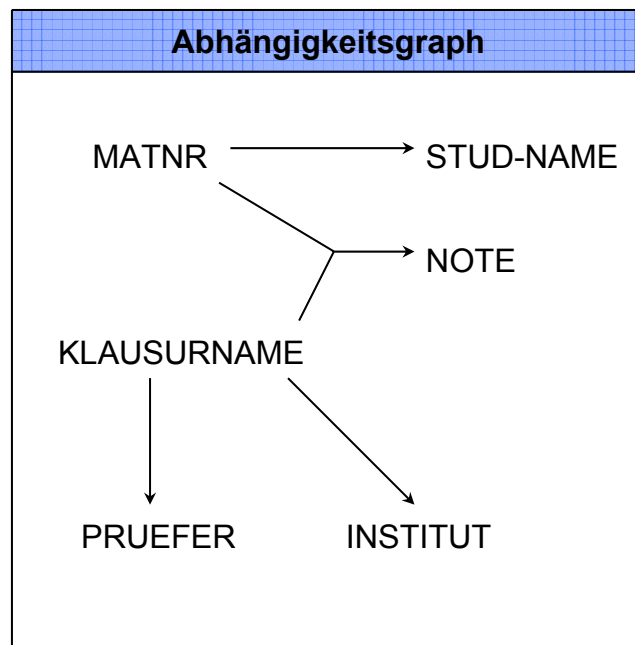 Abhängigkeitsgraph
MATNR STUD-NAME
NOTE
KLAUSURNAME
PRUEFER INSTITUT